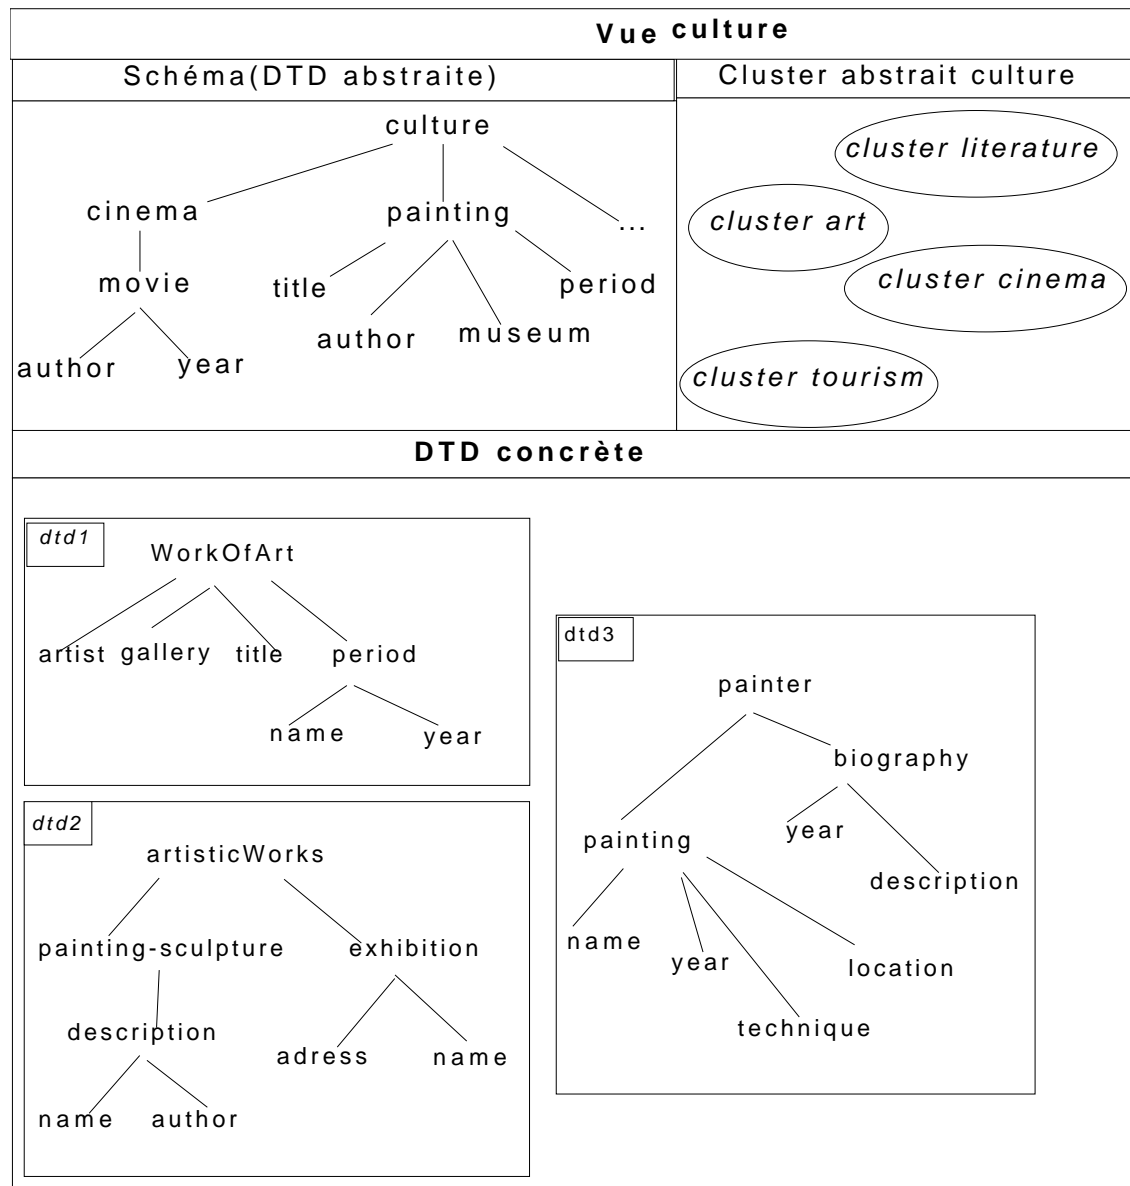 Vue culture
Schéma(DTD abstraite)
Cluster abstrait culture
culture
cinema
painting
...
movie
title
period
author
museum
author
year
cluster literature
cluster art
cluster cinema
cluster tourism
DTD concrète
dtd1
WorkOfArt
artist
gallery
title
period
name
year
dtd2
artisticWorks
painting-sculpture
exhibition
description
adress
name
name
author
dtd3
painter
biography
painting
year
description
name
year
location
technique